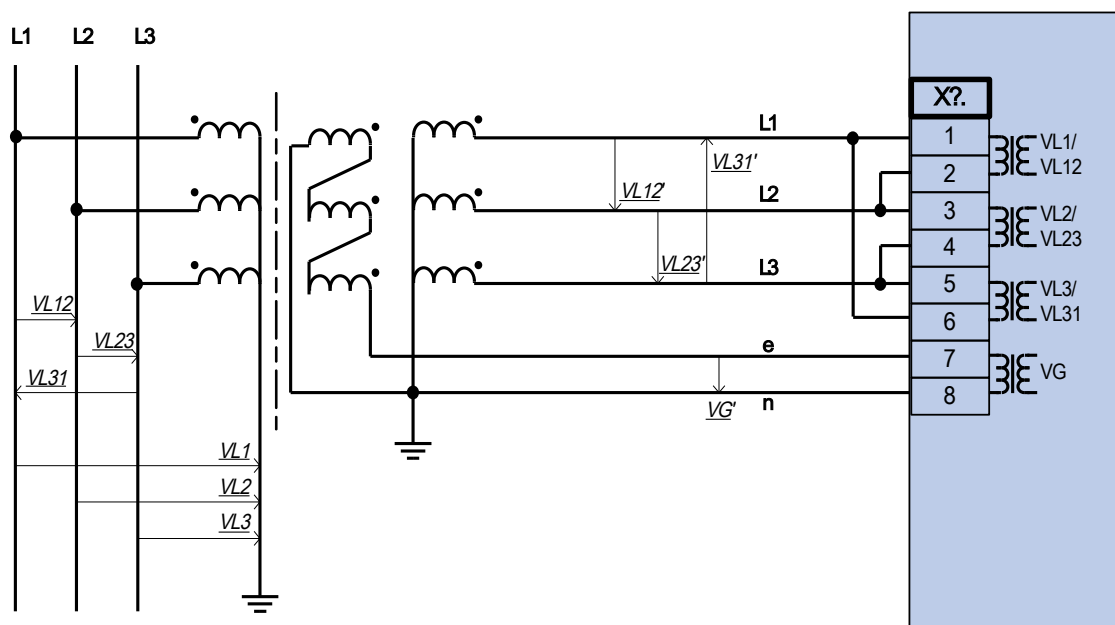 L1 L2 L3
X?.
L1
1
VL1/
VL12
VL31'
2
VL12'
L2
3
VL2/
VL23
4
VL23'
L3
5
VL3/
VL31
6
VL12
VL23
e
7
VG
VL31
n
8
VG'
VL1
VL2
VL3